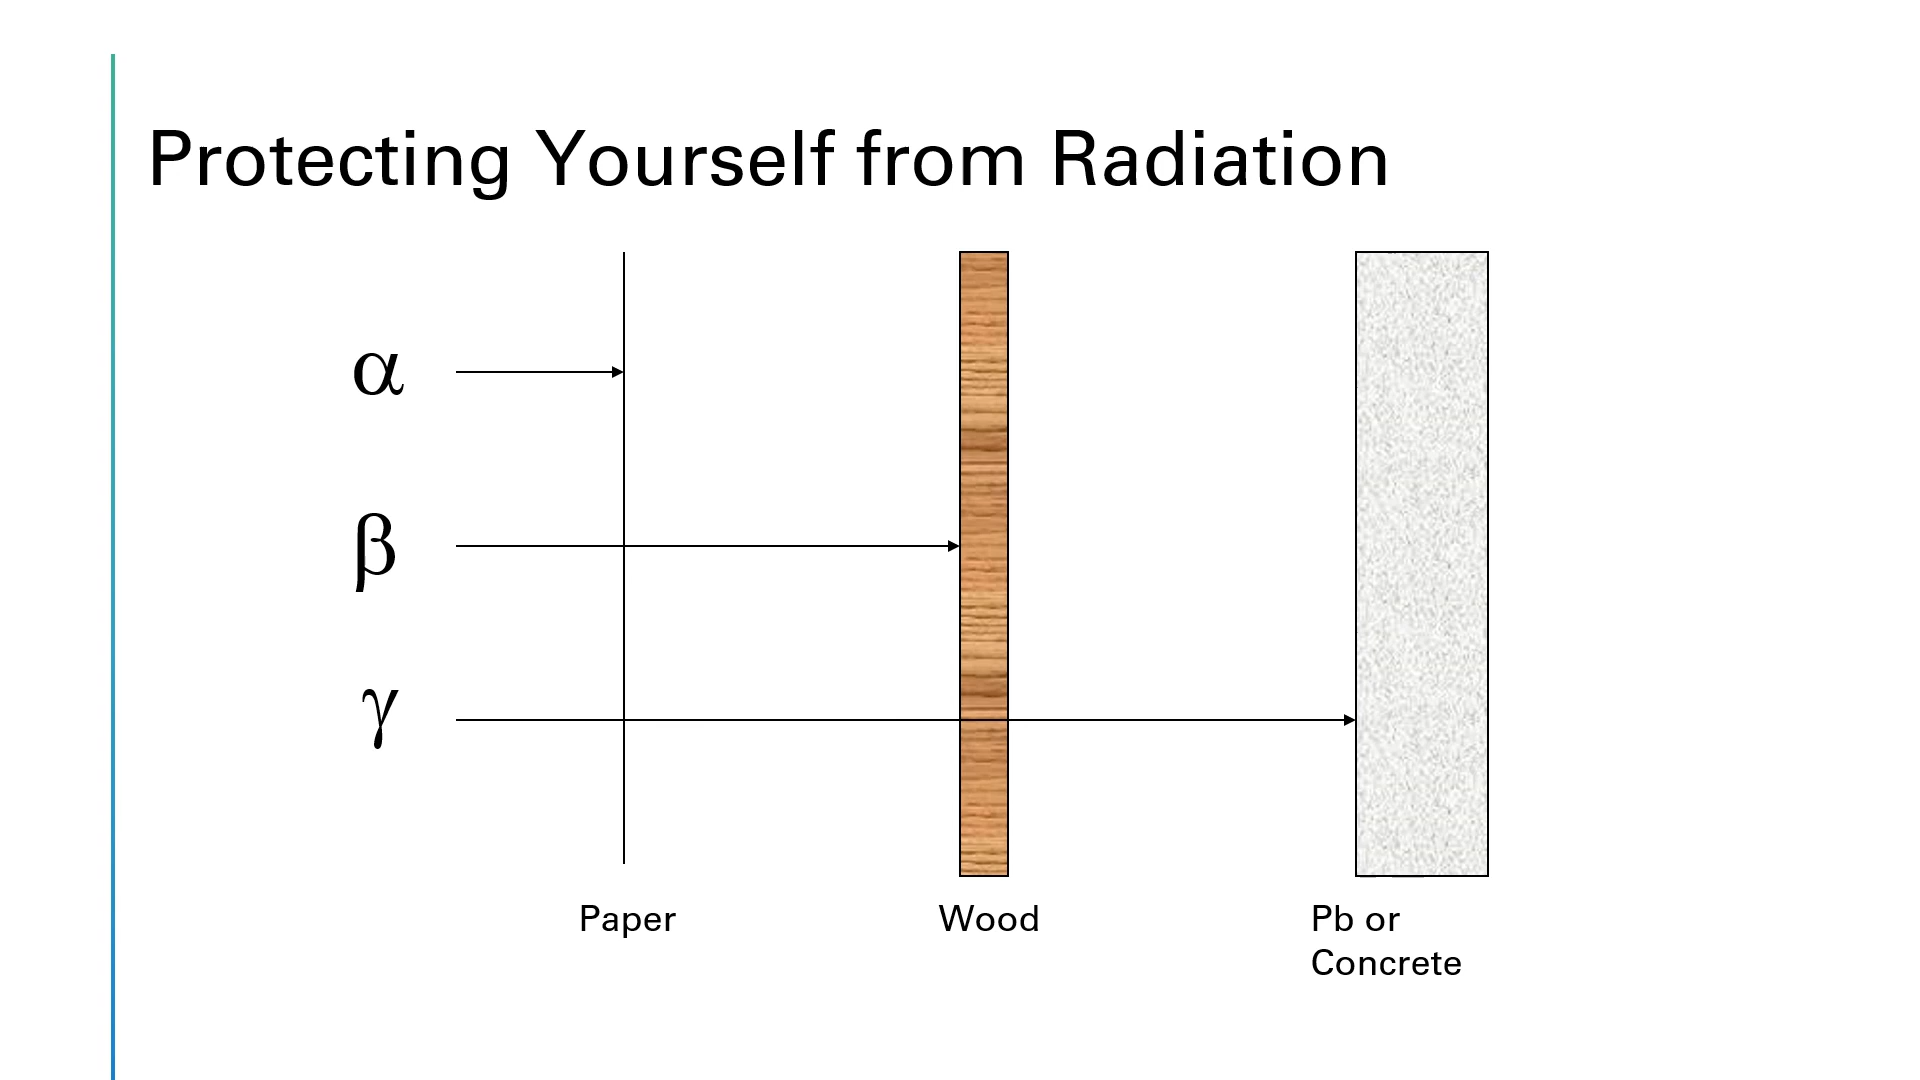 Protecting Yourself from Radiation
α
β
γ
Paper
Wood
Pb or
Concrete